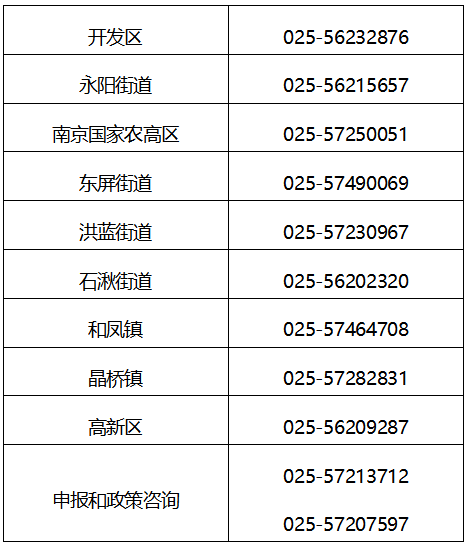 开发区 025-56232876
永阳街道 025-56215657
南京国家农高区 025-57250051
东屏街道 025-57490069
洪蓝街道 025-57230967
石湫街道 025-56202320
和凤镇 025-57464708
晶桥镇 025-57282831
高新区 025-56209287
申报和政策咨询 025-57213712
025-57207597